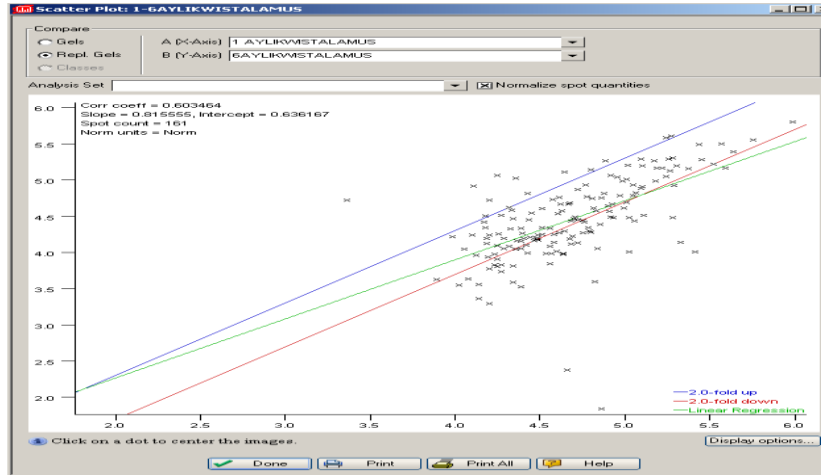 Scatter Plot: 1-6AYLIKWISTALAMUS
Compare
Gels
Repl. Gels
Classes
A (X-Axis) 1 AYLIKWISTALAMUS
B (Y-Axis) 6AYLIKWISTALAMUS
Analysis Set
Normalize spot quantities
Corr coeff = 0.603464
Slope = 0.815555, Intercept = 0.636167
Spot count = 161
Norm units = Norm
6.0
5.5
5.0
4.5
4.0
3.5
3.0
2.5
2.0
2.0-fold up
2.0-fold down
Linear Regression
2.0 2.5 3.0 3.5 4.0 4.5 5.0 5.5 6.0
Click on a dot to center the images.
Display options...
Done Print Print All Help